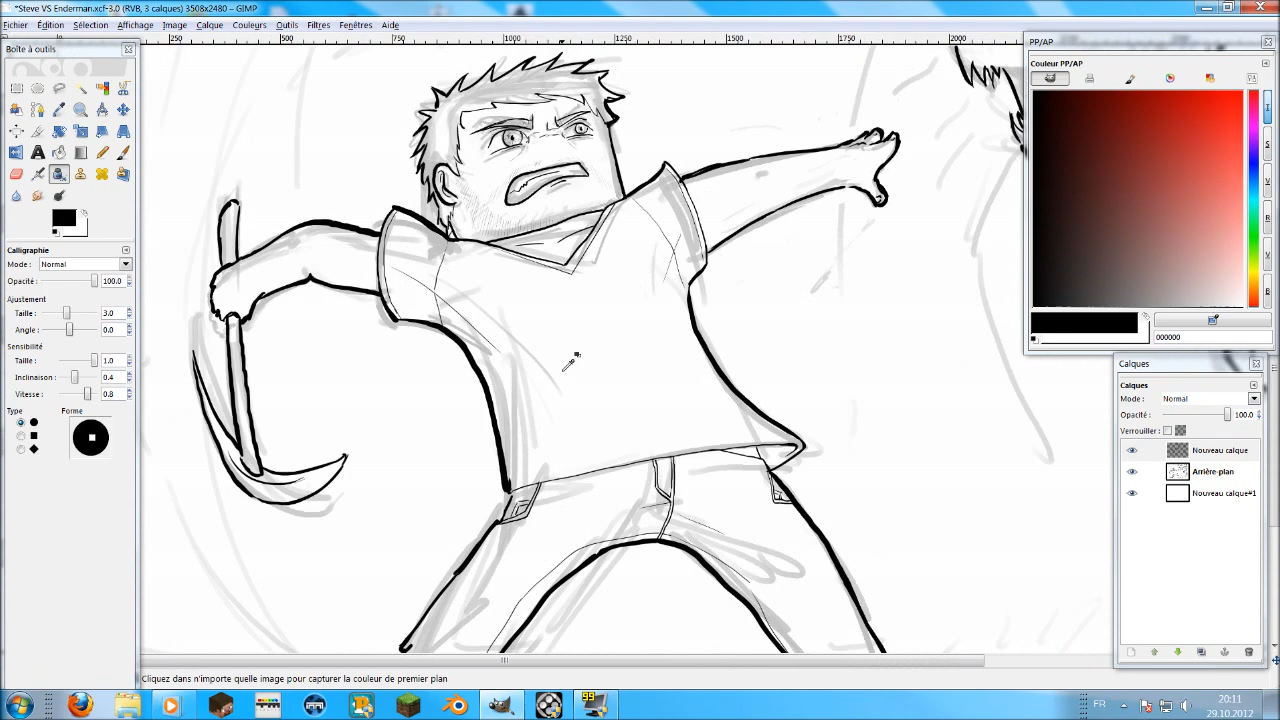 *Steve VS Enderman.xcf-3.0 (RVB, 3 calques) 3508x2480 – GIMP
Fichier Édition Sélection Affichage Image Calque Couleurs Outils Filtres Fenêtres Aide
Boîte à outils
250 500 750 1000 1250 1500 1750 2000
PP/AP
Couleur PP/AP
S
V
R
V
B
000000
Calligraphie
Mode : Normal
Opacité : 100.0
Ajustement
Taille : 3.0
Angle : 0.0
Sensibilité
Taille : 1.0
Inclinaison : 0.4
Vitesse : 0.8
Type Forme
Calques
Calques
Mode : Normal
Opacité : 100.0
Verrouiller :
Nouveau calque
Arrière-plan
Nouveau calque#1
Cliquez dans n'importe quelle image pour capturer la couleur de premier plan
99
FR
20:11
29.10.2012